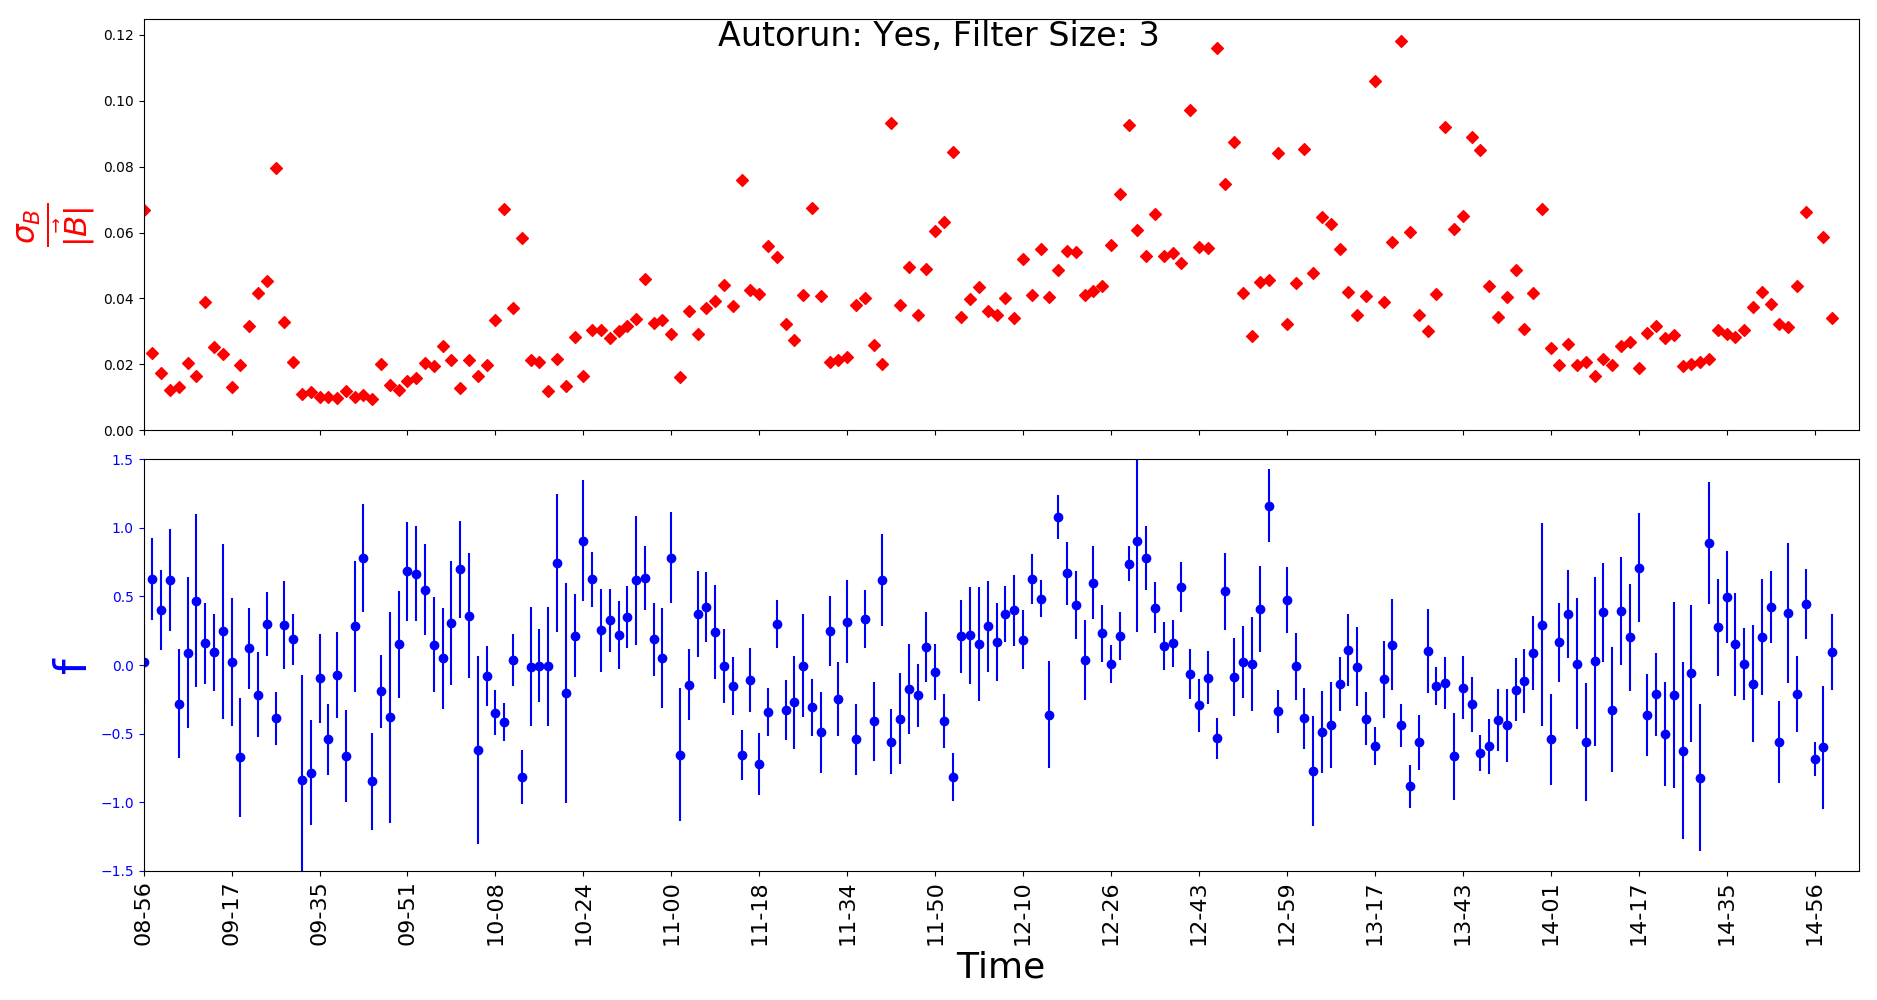 Autorun: Yes, Filter Size: 3
0.12
0.10
0.08
0.06
0.04
0.02
0.00
σ_B
|B⃗|
1.5
1.0
0.5
0.0
−0.5
−1.0
−1.5
f
08-56 09-17 09-35 09-51 10-08 10-24 11-00 11-18 11-34 11-50 12-10 12-26 12-43 12-59 13-17 13-43 14-01 14-17 14-35 14-56
Time